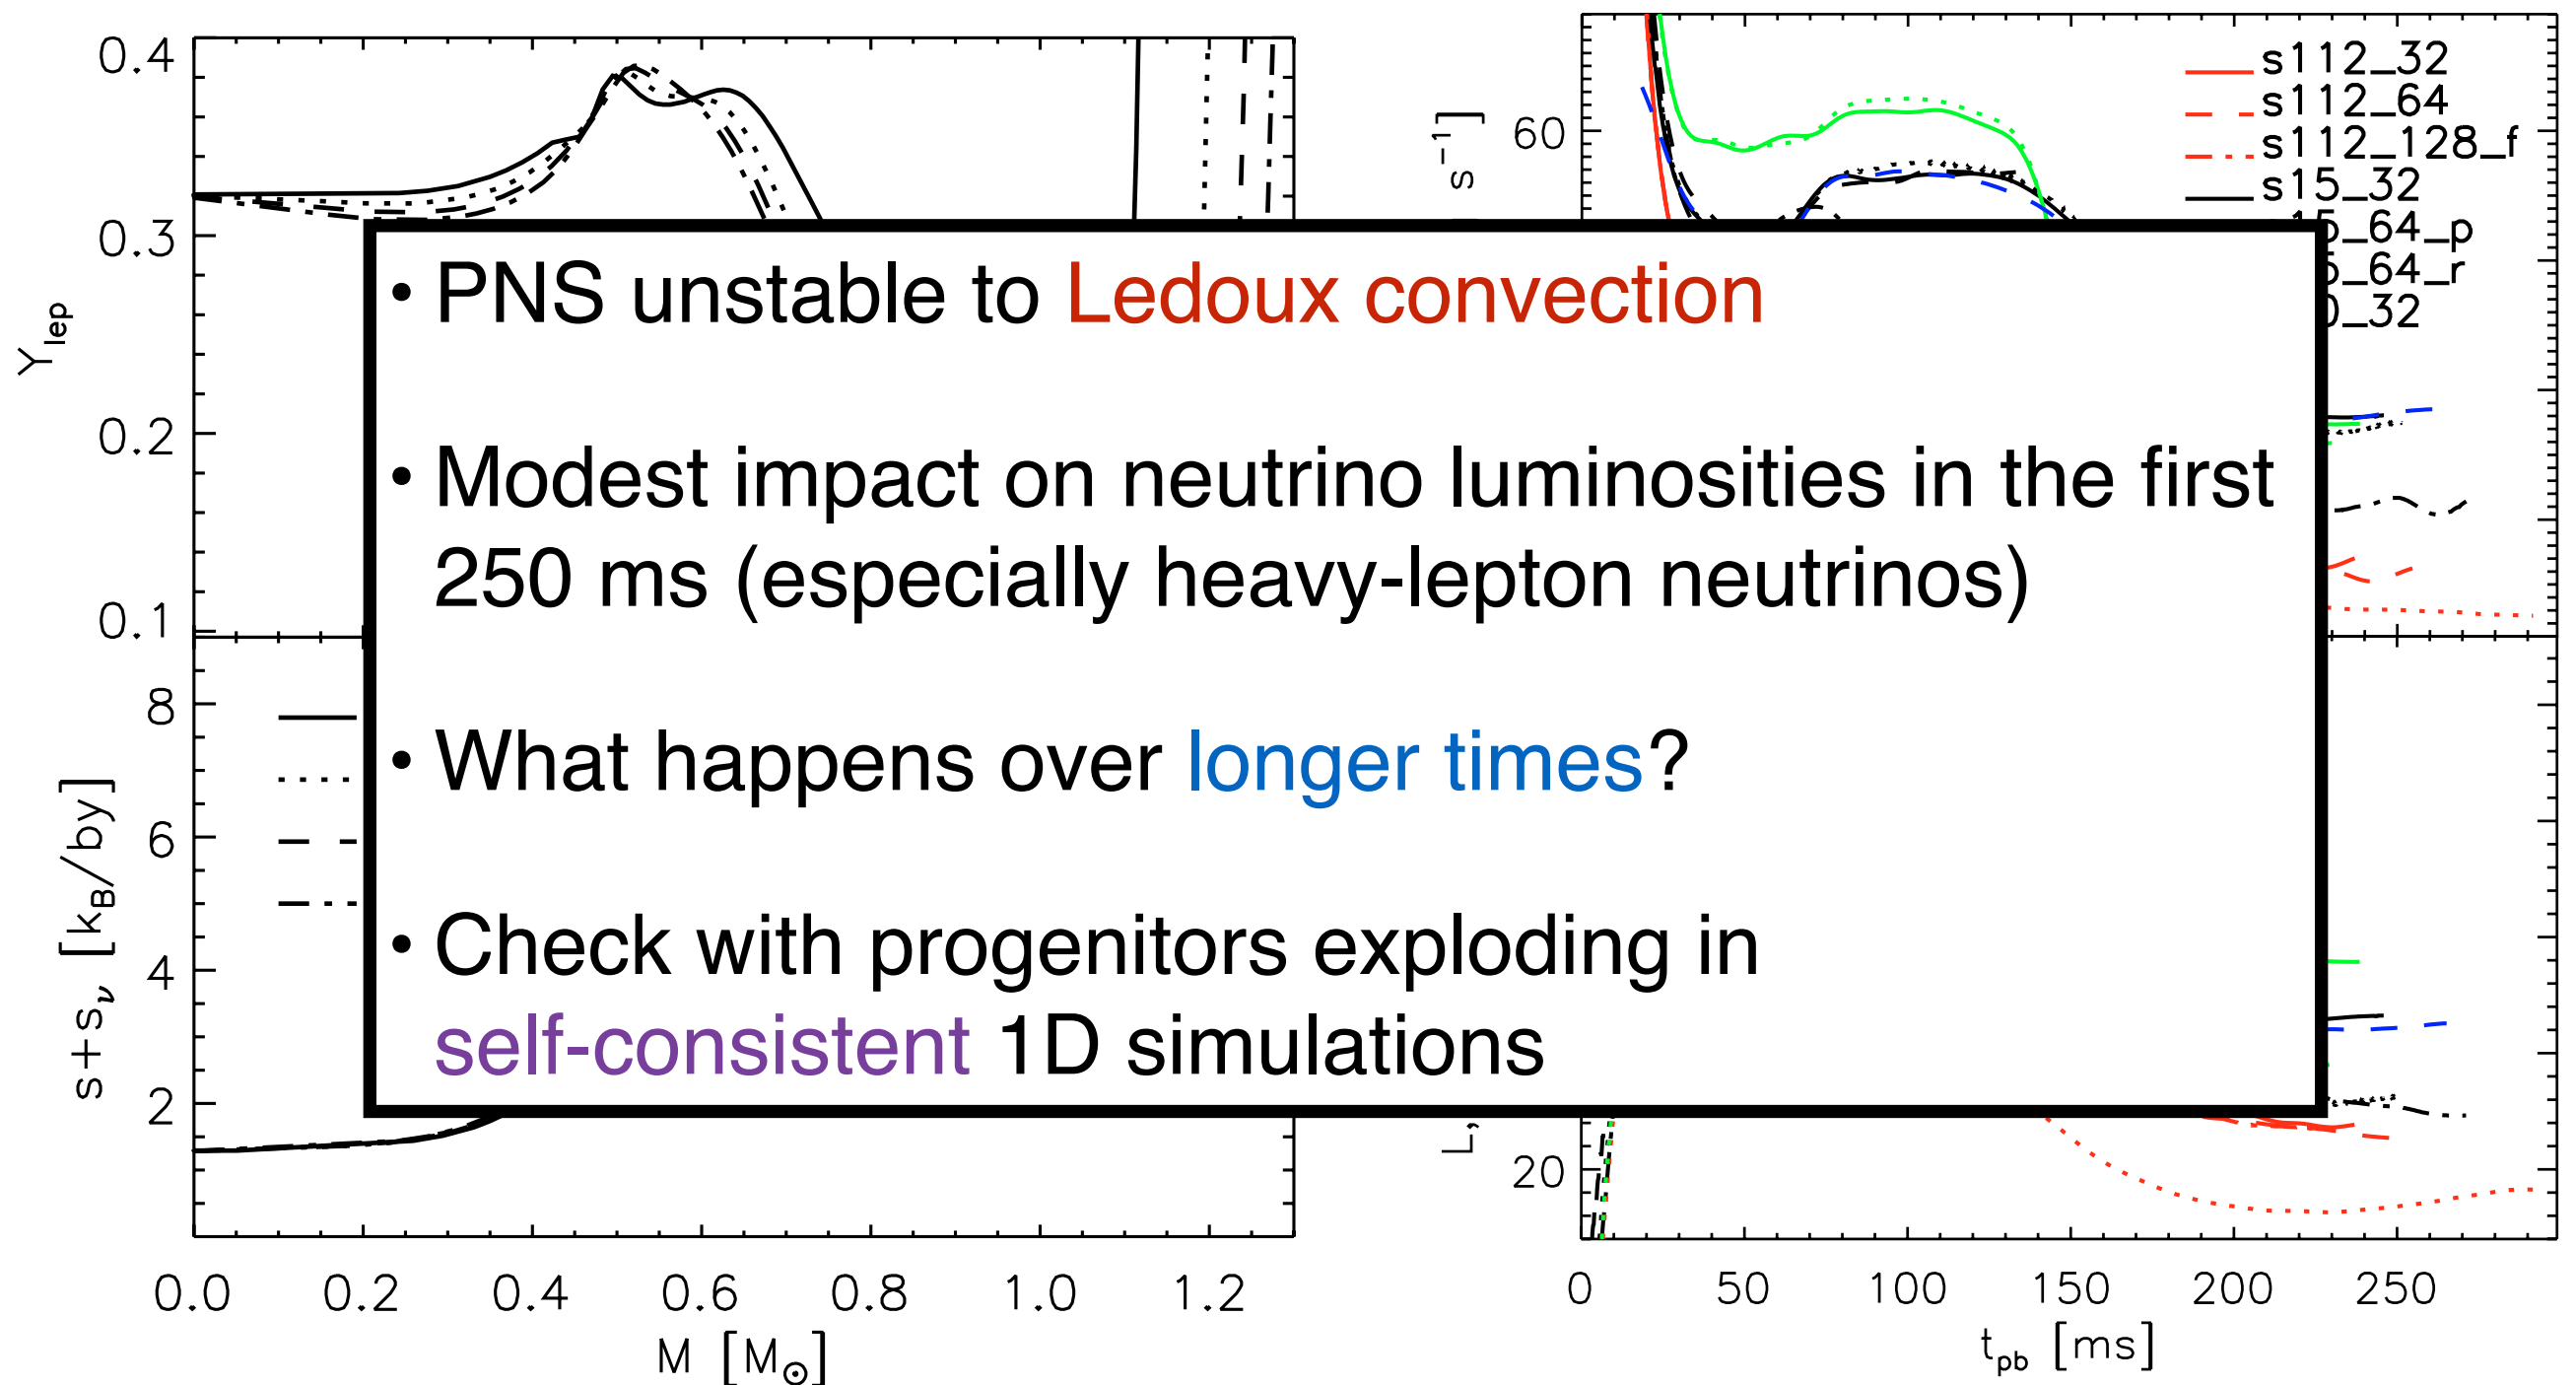 0.4
0.3
0.2
0.1
Y_lep
8
6
4
2
s+s_ν [k_B/by]
0.0 0.2 0.4 0.6 0.8 1.0 1.2
M [M_⊙]
• PNS unstable to Ledoux convection
• Modest impact on neutrino luminosities in the first
250 ms (especially heavy-lepton neutrinos)
• What happens over longer times?
• Check with progenitors exploding in
self-consistent 1D simulations
s⁻¹]
60
L,
20
s112_32
s112_64
s112_128_f
s15_32
5_64_p
5_64_r
0_32
0 50 100 150 200 250
t_pb [ms]